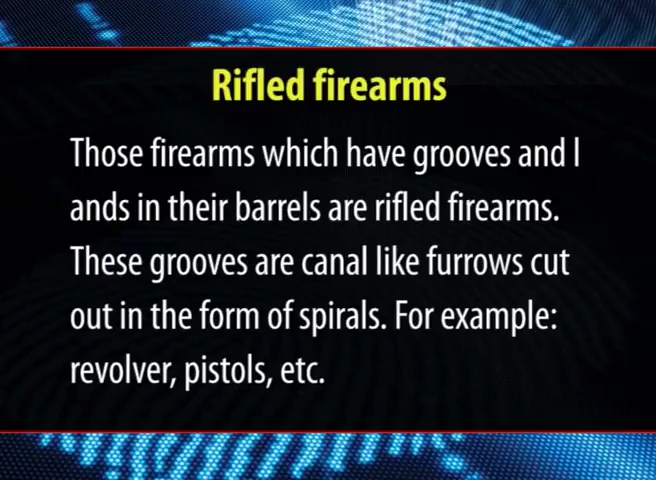 Rifled firearms
Those firearms which have grooves and l
ands in their barrels are rifled firearms.
These grooves are canal like furrows cut
out in the form of spirals. For example:
revolver, pistols, etc.